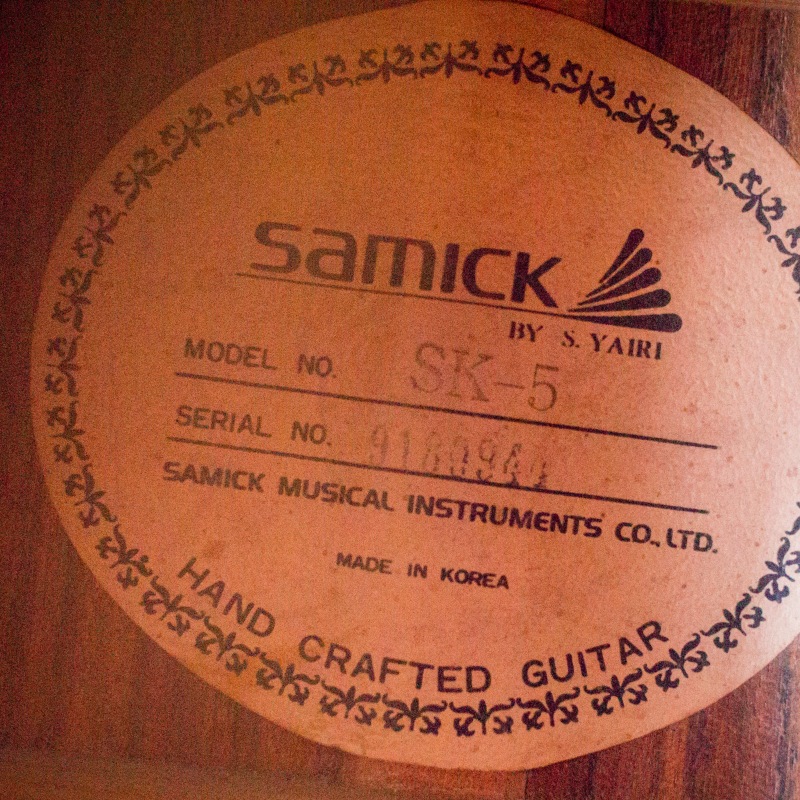 SAMICK
BY S. YAIRI
MODEL NO. SK-5
SERIAL NO.
SAMICK MUSICAL INSTRUMENTS CO., LTD.
MADE IN KOREA
HAND CRAFTED GUITAR